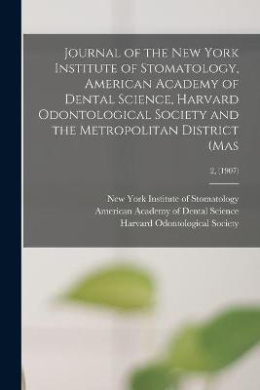 Journal of the New York
Institute of Stomatology,
American Academy of
Dental Science, Harvard
Odontological Society
and the Metropolitan
District (Mas
2, (1907)
New York Institute of Stomatology
American Academy of Dental Science
Harvard Odontological Society